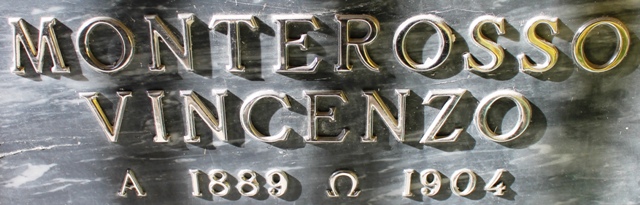 MONTEROSSO
VINCENZO
Α 1889 Ω 1904